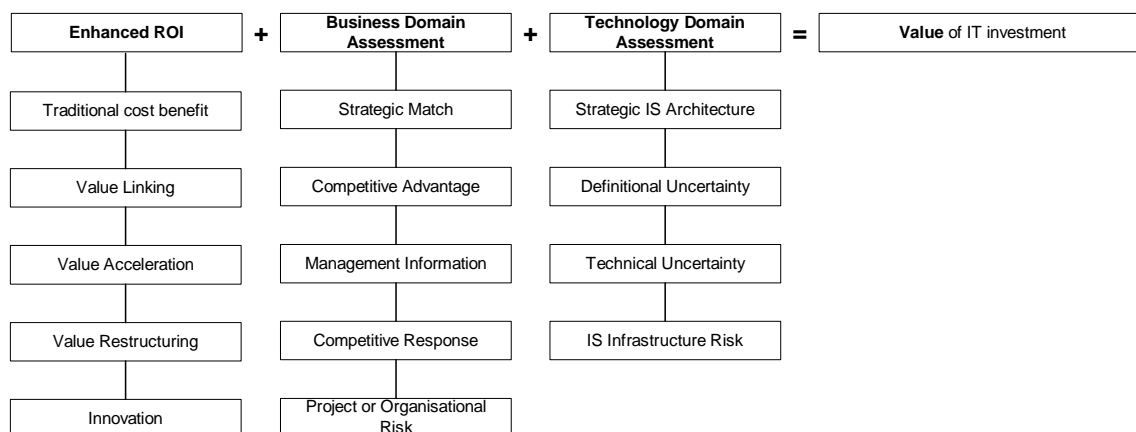 Enhanced ROI
+
Business Domain
Assessment
+
Technology Domain
Assessment
=
Value of IT investment
Traditional cost benefit
Value Linking
Value Acceleration
Value Restructuring
Innovation
Strategic Match
Competitive Advantage
Management Information
Competitive Response
Project or Organisational
Risk
Strategic IS Architecture
Definitional Uncertainty
Technical Uncertainty
IS Infrastructure Risk